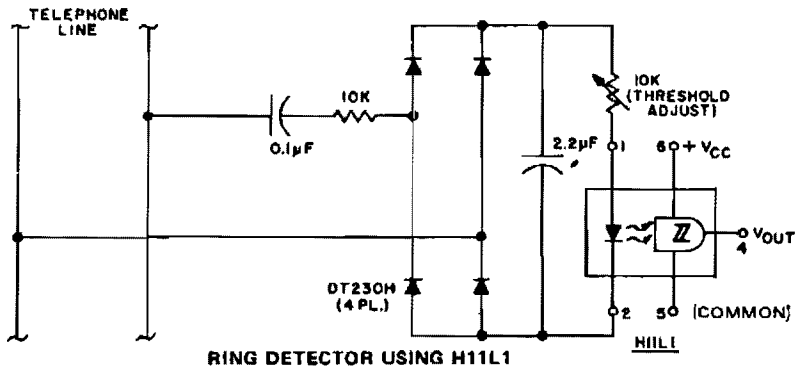 TELEPHONE
LINE
10K
0.1µF
10K
(THRESHOLD
ADJUST)
2.2µF
1
6
+ VCC
VOUT
4
DT230H
(4 PL.)
2
5
(COMMON)
H11L1
RING DETECTOR USING H11L1